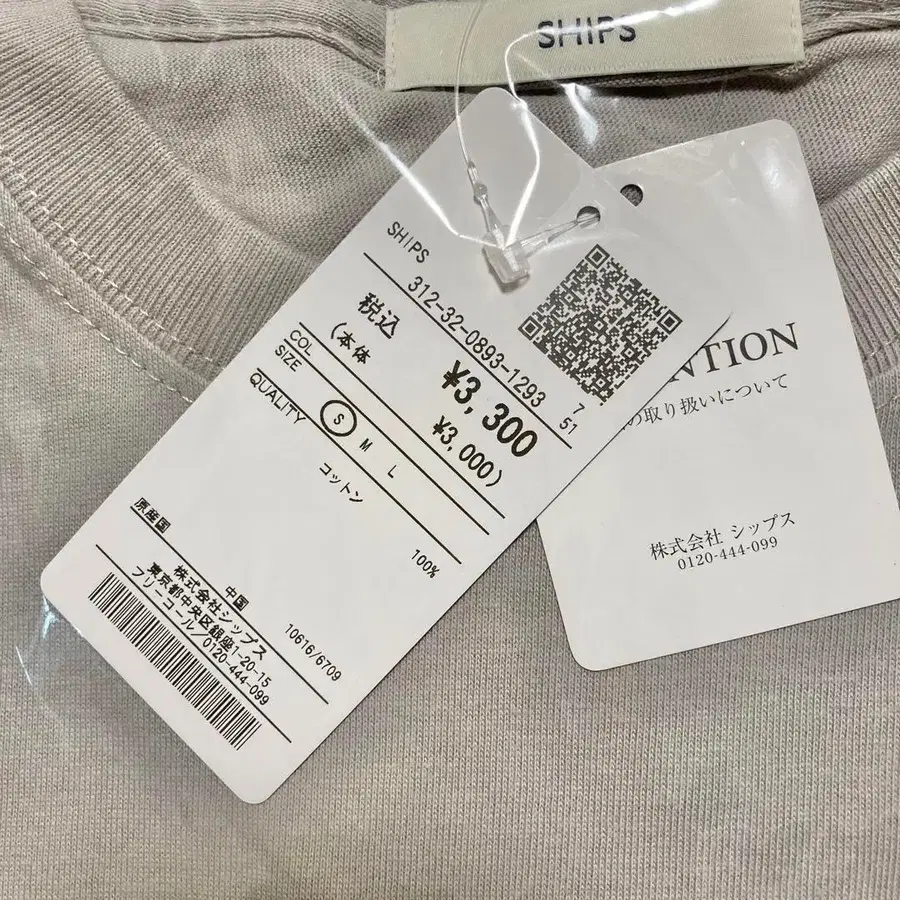 SHIPS
SHIPS
312-32-0893-1293
7
51
税込 ¥3,300
(本体 ¥3,000)
COL
SIZE S M L
QUALITY
コットン 100%
原産国
中国
10616/6709
株式会社シップス
東京都中央区銀座1-20-15
フリーコール/0120-444-099
NTION
の取り扱いについて
株式会社 シップス
0120-444-099